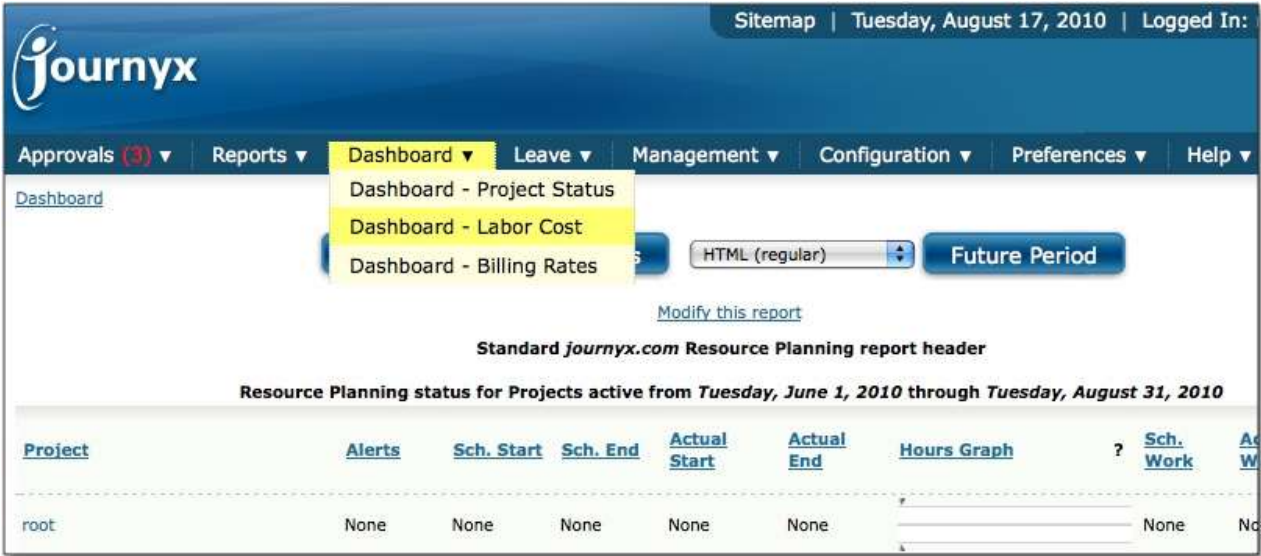 Sitemap | Tuesday, August 17, 2010 | Logged In:
journyx
Approvals (3) ▼ Reports ▼ Dashboard ▼ Leave ▼ Management ▼ Configuration ▼ Preferences ▼ Help ▼
Dashboard - Project Status
Dashboard
Dashboard - Labor Cost
Dashboard - Billing Rates
HTML (regular) Future Period
Modify this report
Standard journyx.com Resource Planning report header
Resource Planning status for Projects active from Tuesday, June 1, 2010 through Tuesday, August 31, 2010
Project Alerts Sch. Start Sch. End Actual Start Actual End Hours Graph ? Sch. Work
root None None None None None None